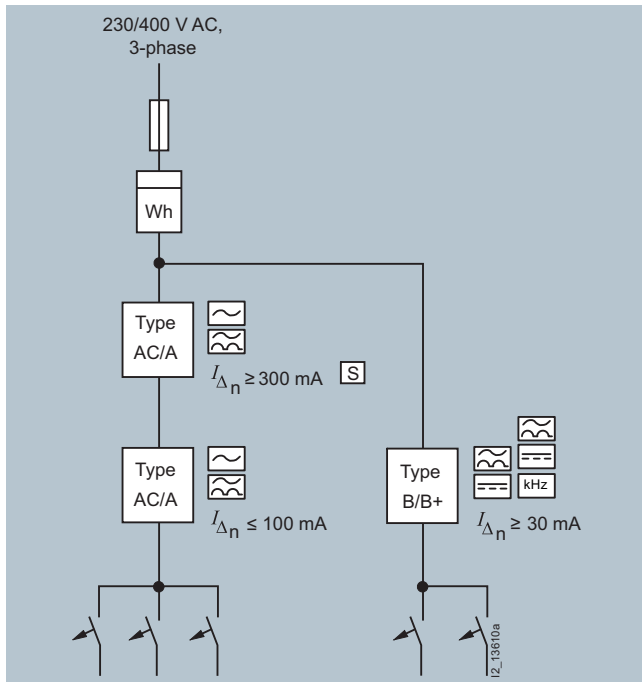 230/400 V AC,
3-phase
Wh
Type
AC/A
IΔn ≥ 300 mA
S
Type
AC/A
IΔn ≤ 100 mA
Type
B/B+
kHz
IΔn ≥ 30 mA
I2_13610a